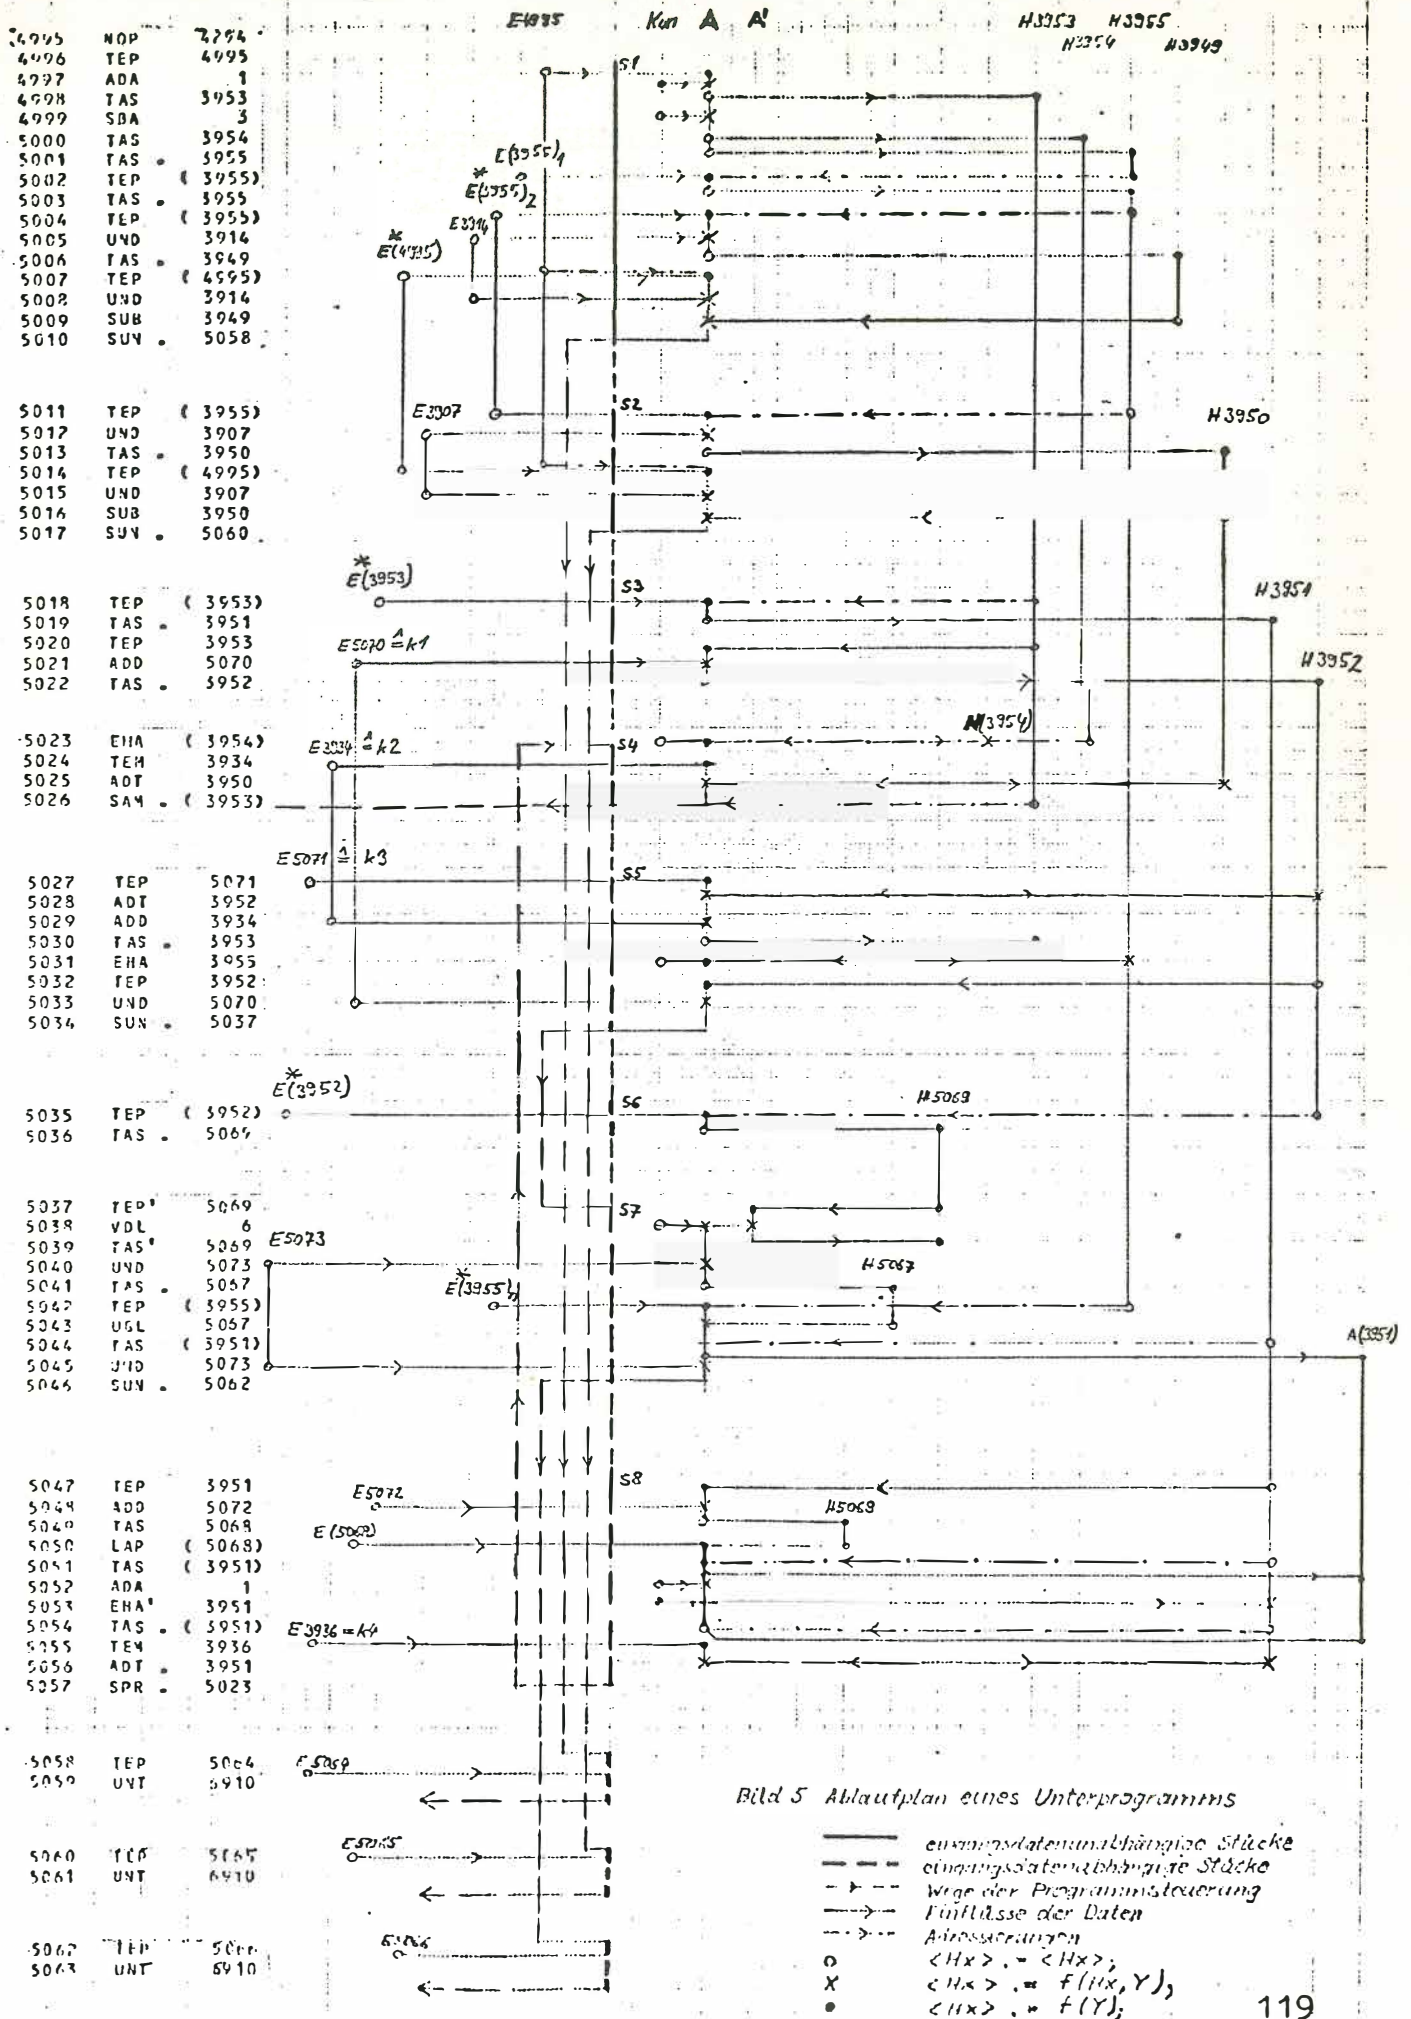 E4995 Kon A A' H3953 H3955
H3954 H3949
4995 NOP
4996 TEP 4995
4997 ADA 1
4998 TAS 3953
4999 SBA 3
5000 TAS 3954
5001 TAS . 3955
5002 TEP ( 3955)
5003 TAS . 3955
5004 TEP ( 3955)
5005 UND 3914
5006 TAS . 3949
5007 TEP ( 4995)
5008 UND 3914
5009 SUB 3949
5010 SUN . 5058
S1
E(3955)1
*
E(3955)2
E3914
*
E(4995)
5011 TEP ( 3955)
5012 UND 3907
5013 TAS . 3950
5014 TEP ( 4995)
5015 UND 3907
5016 SUB 3950
5017 SUN . 5060
E3907 S2 H3950
5018 TEP ( 3953)
5019 TAS . 3951
5020 TEP 3953
5021 ADD 5070
5022 TAS . 3952
*
E(3953) S3 H3951
E5070 ≙ k1 H3952
5023 EHA ( 3954)
5024 TEM 3934
5025 ADT 3950
5026 SAM . ( 3953)
E3934 ≙ k2 S4 H(3954)
5027 TEP 5071
5028 ADT 3952
5029 ADD 3934
5030 TAS . 3953
5031 EHA 3955
5032 TEP 3952
5033 UND 5070
5034 SUN . 5037
E5071 ≙ k3 S5
5035 TEP ( 3952)
5036 TAS . 5069
*
E(3952) S6 H5069
5037 TEP' 5069
5038 VDL 6
5039 TAS' 5069
5040 UND 5073
5041 TAS . 5067
5042 TEP ( 3955)
5043 UGL 5067
5044 TAS ( 3951)
5045 UND 5073
5046 SUN . 5062
S7
E5073 H5067
*
E(3955)
A(3951)
5047 TEP 3951
5048 ADD 5072
5049 TAS 5068
5050 LAP ( 5068)
5051 TAS ( 3951)
5052 ADA 1
5053 EHA' 3951
5054 TAS . ( 3951)
5055 TEM 3936
5056 ADT . 3951
5057 SPR . 5023
S8
E5072 H5068
E(5068)
E3936 = k4
5058 TEP 5064
5059 UNT 6910
E5064
5060 TEP 5065
5061 UNT 6910
E5065
5062 TEP
5063 UNT 6910
E5066
Bild 5 Ablaufplan eines Unterprogramms
eingangsdatenunabhängige Stücke
eingangsdatenabhängige Stücke
Wege der Programmsteuerung
Einflüsse der Daten
Adressierungen
o <Hx> := <Hx>;
x <Hx> := f(Hx,Y);
• <Hx> := f(Y);
119